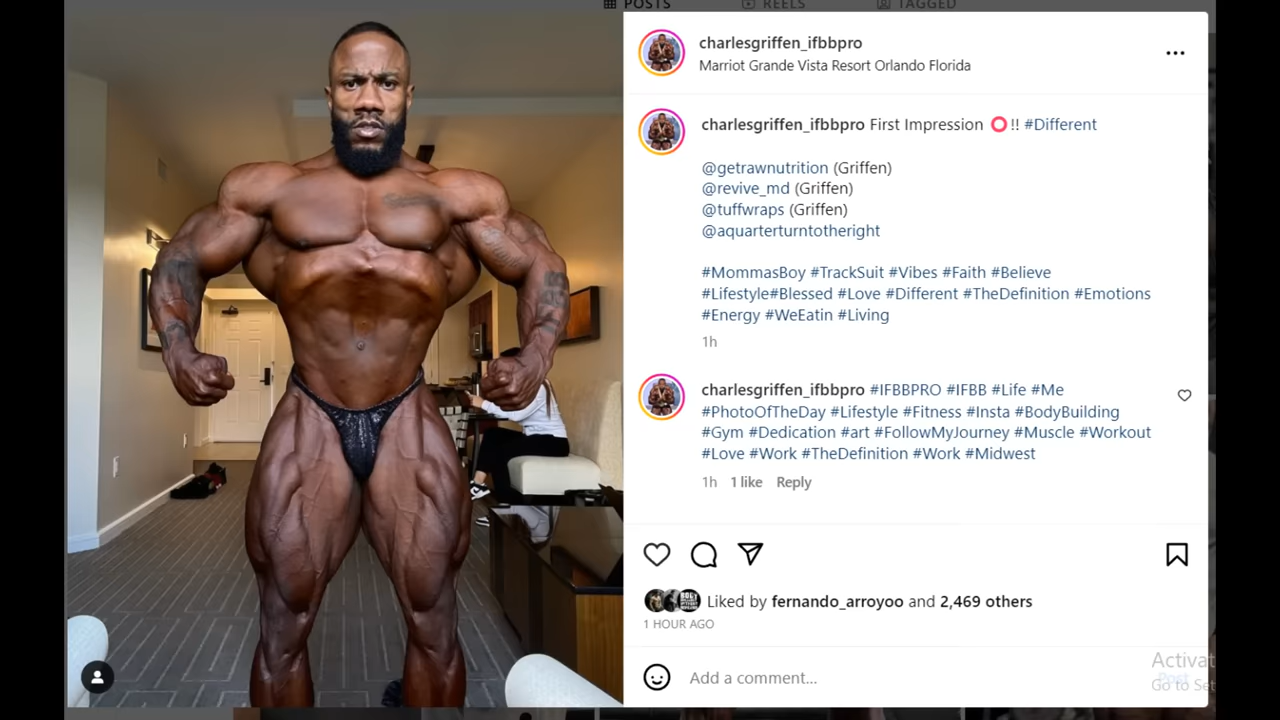 POSTS REELS TAGGED
charlesgriffen_ifbbpro
Marriot Grande Vista Resort Orlando Florida
charlesgriffen_ifbbpro First Impression ⭕ !! #Different
@getrawnutrition (Griffen)
@revive_md (Griffen)
@tuffwraps (Griffen)
@aquarterturntotheright
#MommasBoy #TrackSuit #Vibes #Faith #Believe
#Lifestyle#Blessed #Love #Different #TheDefinition #Emotions
#Energy #WeEatin #Living
1h
charlesgriffen_ifbbpro #IFBBPRO #IFBB #Life #Me
#PhotoOfTheDay #Lifestyle #Fitness #Insta #BodyBuilding
#Gym #Dedication #art #FollowMyJourney #Muscle #Workout
#Love #Work #TheDefinition #Work #Midwest
1h 1 like Reply
Liked by fernando_arroyoo and 2,469 others
1 HOUR AGO
Add a comment...
Post
Activat
Go to Set